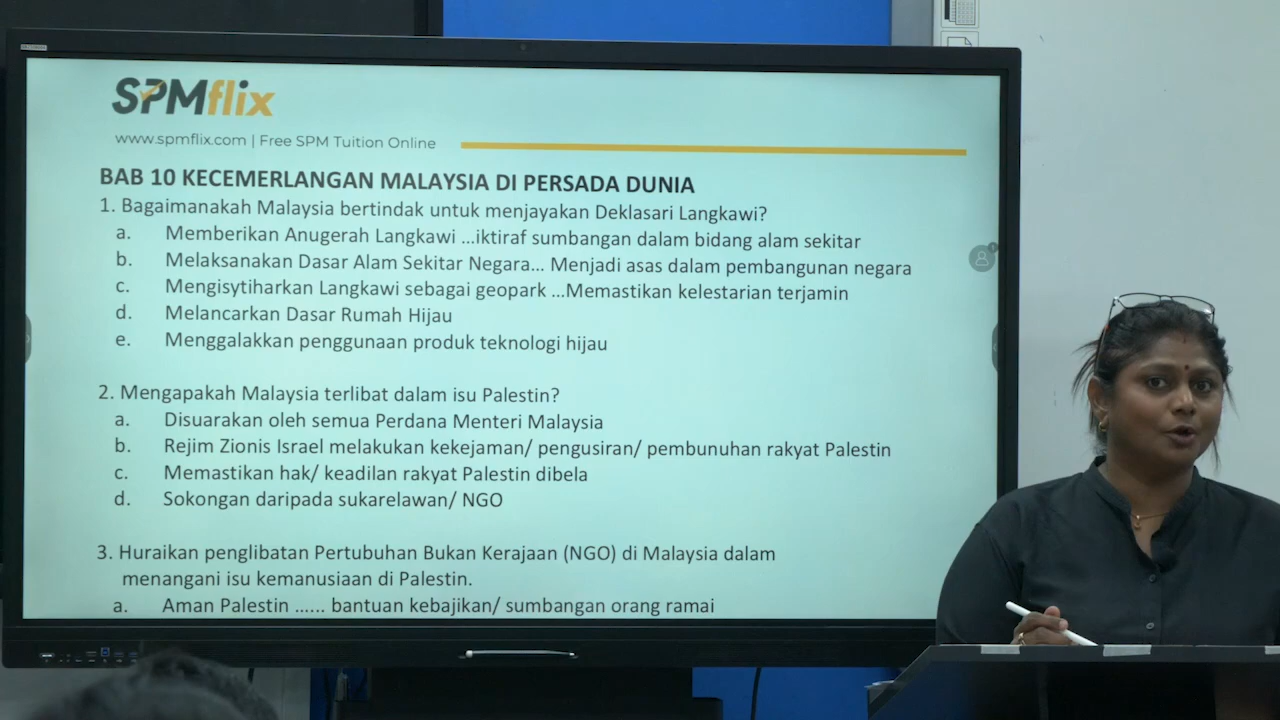 SPMflix
www.spmflix.com | Free SPM Tuition Online
BAB 10 KECEMERLANGAN MALAYSIA DI PERSADA DUNIA
1. Bagaimanakah Malaysia bertindak untuk menjayakan Deklasari Langkawi?
a. Memberikan Anugerah Langkawi ...iktiraf sumbangan dalam bidang alam sekitar
b. Melaksanakan Dasar Alam Sekitar Negara... Menjadi asas dalam pembangunan negara
c. Mengisytiharkan Langkawi sebagai geopark ...Memastikan kelestarian terjamin
d. Melancarkan Dasar Rumah Hijau
e. Menggalakkan penggunaan produk teknologi hijau
2. Mengapakah Malaysia terlibat dalam isu Palestin?
a. Disuarakan oleh semua Perdana Menteri Malaysia
b. Rejim Zionis Israel melakukan kekejaman/ pengusiran/ pembunuhan rakyat Palestin
c. Memastikan hak/ keadilan rakyat Palestin dibela
d. Sokongan daripada sukarelawan/ NGO
3. Huraikan penglibatan Pertubuhan Bukan Kerajaan (NGO) di Malaysia dalam
menangani isu kemanusiaan di Palestin.
a. Aman Palestin ...... bantuan kebajikan/ sumbangan orang ramai